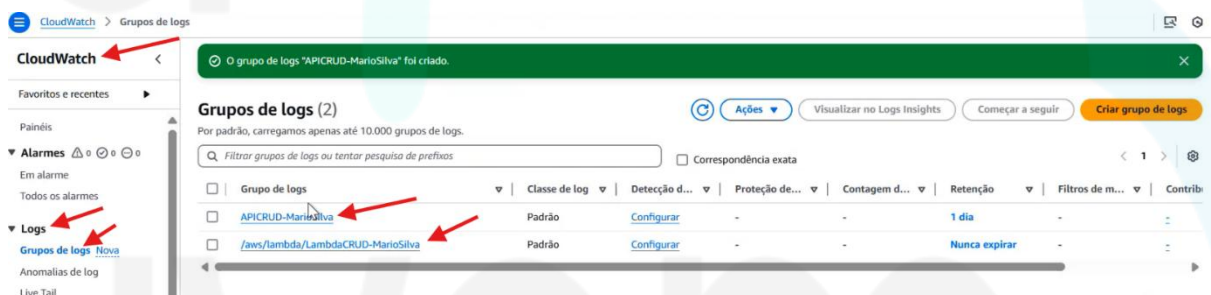 CloudWatch > Grupos de logs
CloudWatch
O grupo de logs "APICRUD-MarioSilva" foi criado.
Favoritos e recentes
Grupos de logs (2)
Ações
Visualizar no Logs Insights
Começar a seguir
Criar grupo de logs
Por padrão, carregamos apenas até 10.000 grupos de logs.
Painéis
Filtrar grupos de logs ou tentar pesquisa de prefixos
Correspondência exata
1
Alarmes 0 0 0
Em alarme
Todos os alarmes
Grupo de logs Classe de log Detecção d... Proteção de... Contagem d... Retenção Filtros de m... Contrib
APICRUD-MarioSilva Padrão Configurar - - 1 dia - -
Logs
/aws/lambda/LambdaCRUD-MarioSilva Padrão Configurar - - Nunca expirar - -
Grupos de logs Nova
Anomalias de log
Live Tail